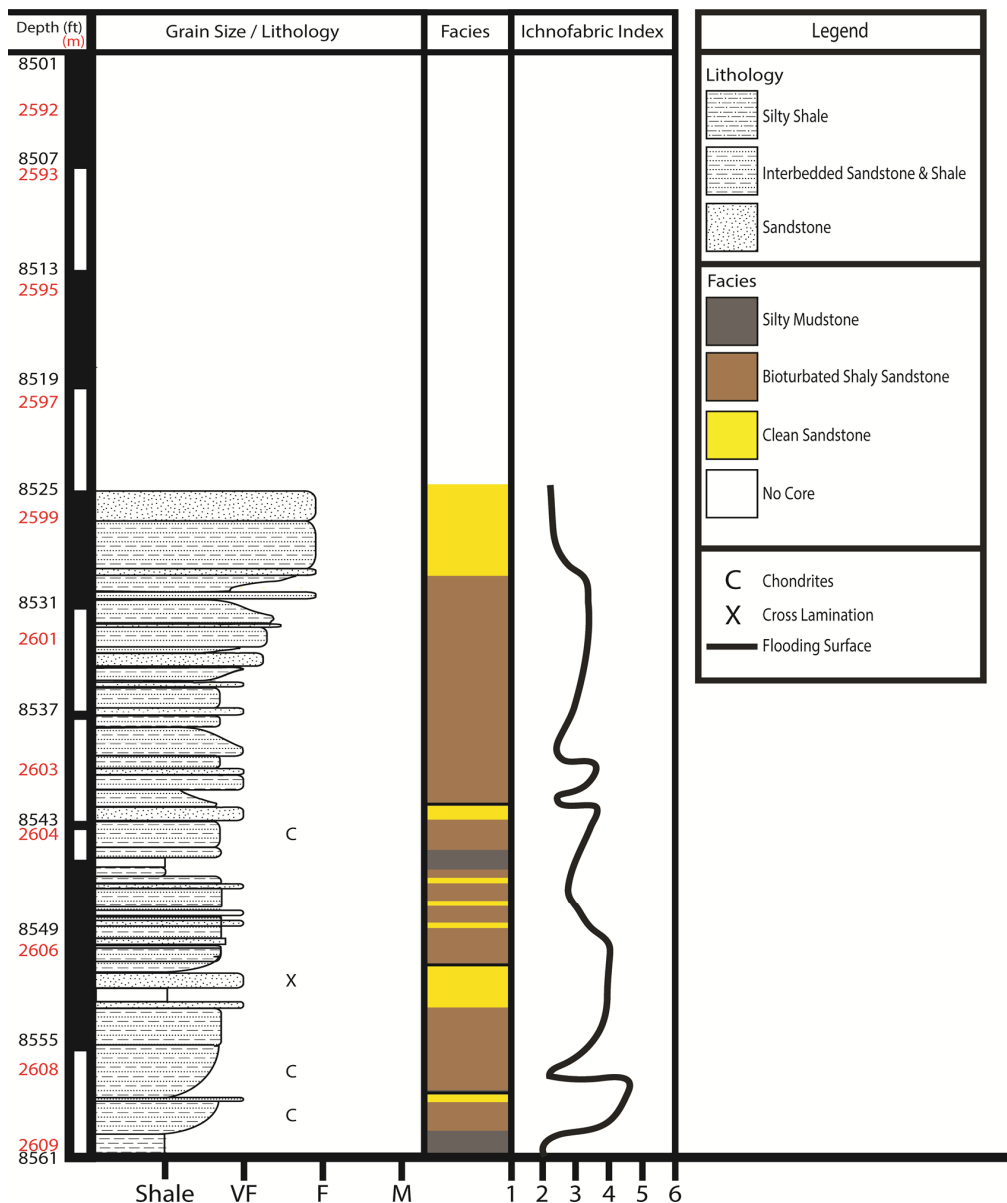 Depth (ft)
(m)
Grain Size / Lithology
Facies
Ichnofabric Index
8501
2592
8507
2593
8513
2595
8519
2597
8525
2599
8531
2601
8537
2603
8543
2604
C
8549
2606
X
8555
2608
C
C
2609
8561
Shale VF F M 1 2 3 4 5 6
Legend
Lithology
Silty Shale
Interbedded Sandstone & Shale
Sandstone
Facies
Silty Mudstone
Bioturbated Shaly Sandstone
Clean Sandstone
No Core
C Chondrites
X Cross Lamination
Flooding Surface